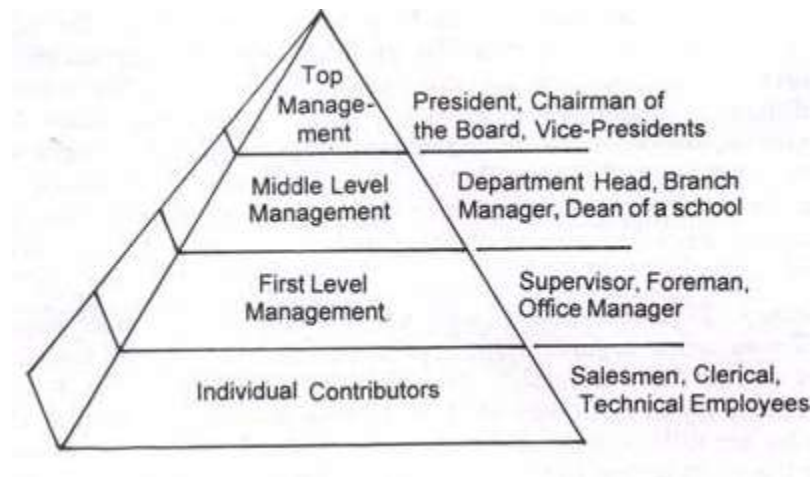 Top
Manage-
ment
President, Chairman of
the Board, Vice-Presidents
Middle Level
Management
Department Head, Branch
Manager, Dean of a school
First Level
Management
Supervisor, Foreman,
Office Manager
Individual Contributors
Salesmen, Clerical,
Technical Employees